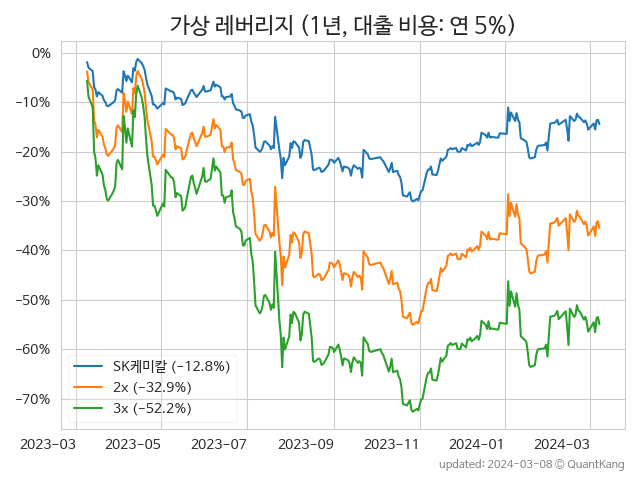 가상 레버리지 (1년, 대출 비용: 연 5%)
0%
−10%
−20%
−30%
−40%
−50%
−60%
−70%
SK케미칼 (−12.8%)
2x (−32.9%)
3x (−52.2%)
2023-03 2023-05 2023-07 2023-09 2023-11 2024-01 2024-03
updated: 2024-03-08 ⓒ QuantKang